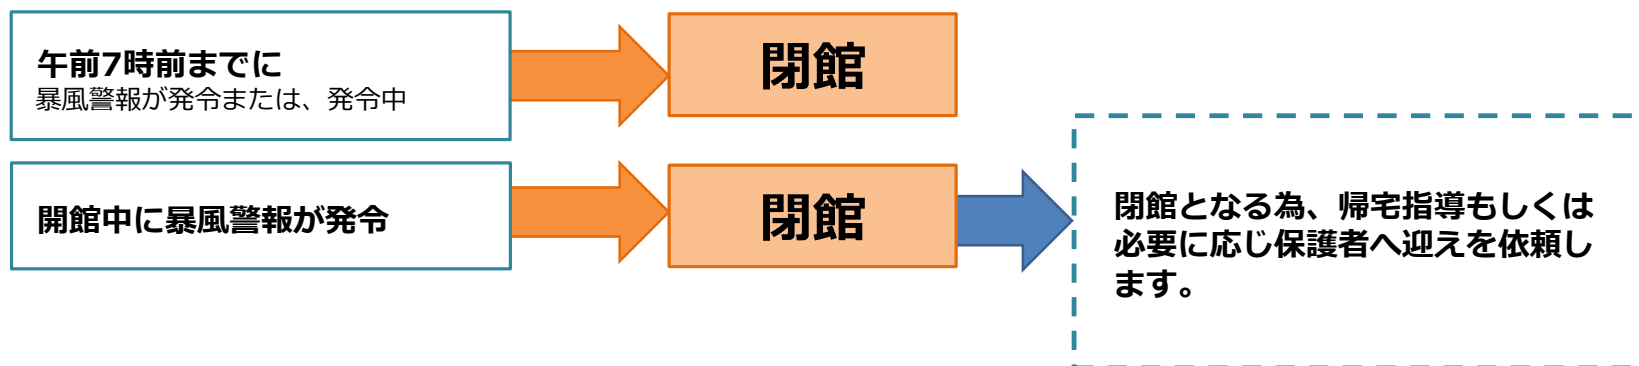 午前7時前までに
暴風警報が発令または、発令中
閉館
開館中に暴風警報が発令
閉館
閉館となる為、帰宅指導もしくは
必要に応じ保護者へ迎えを依頼し
ます。